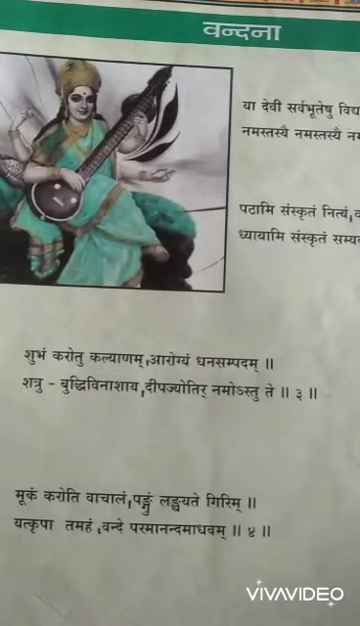 वन्दना
या देवी सर्वभूतेषु
नमस्तस्यै नमस्तस्यै
पठामि संस्कृतं नित्यं,
ध्यायामि संस्कृतं
शुभं करोतु कल्याणम्,आरोग्यं धनसम्पदम् ॥
शत्रु - बुद्धिविनाशाय,दीपज्योतिर् नमोऽस्तु ते ॥ ३ ॥
मूकं करोति वाचालं,पङ्गुं लङ्घयते गिरिम् ॥
यत्कृपा तमहं,वन्दे परमानन्दमाधवम् ॥ ४ ॥
VIVAVIDEO